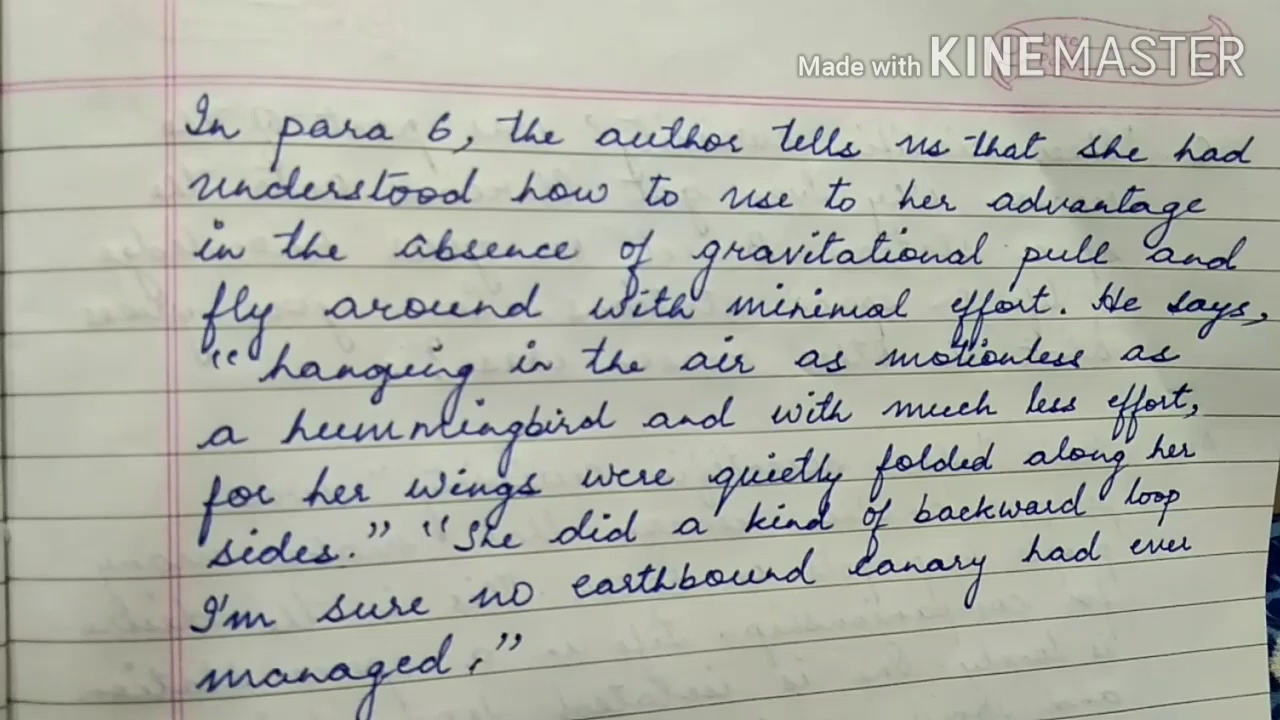 Made with KINEMASTER
In para 6, the author tells us that she had
understood how to use to her advantage
in the absence of gravitational pull and
fly around with minimal effort. He says,
"hanging in the air as motionless as
a hummingbird and with much less effort,
for her wings were quietly folded along her
sides." "She did a kind of backward loop
I'm sure no earthbound canary had ever
managed."